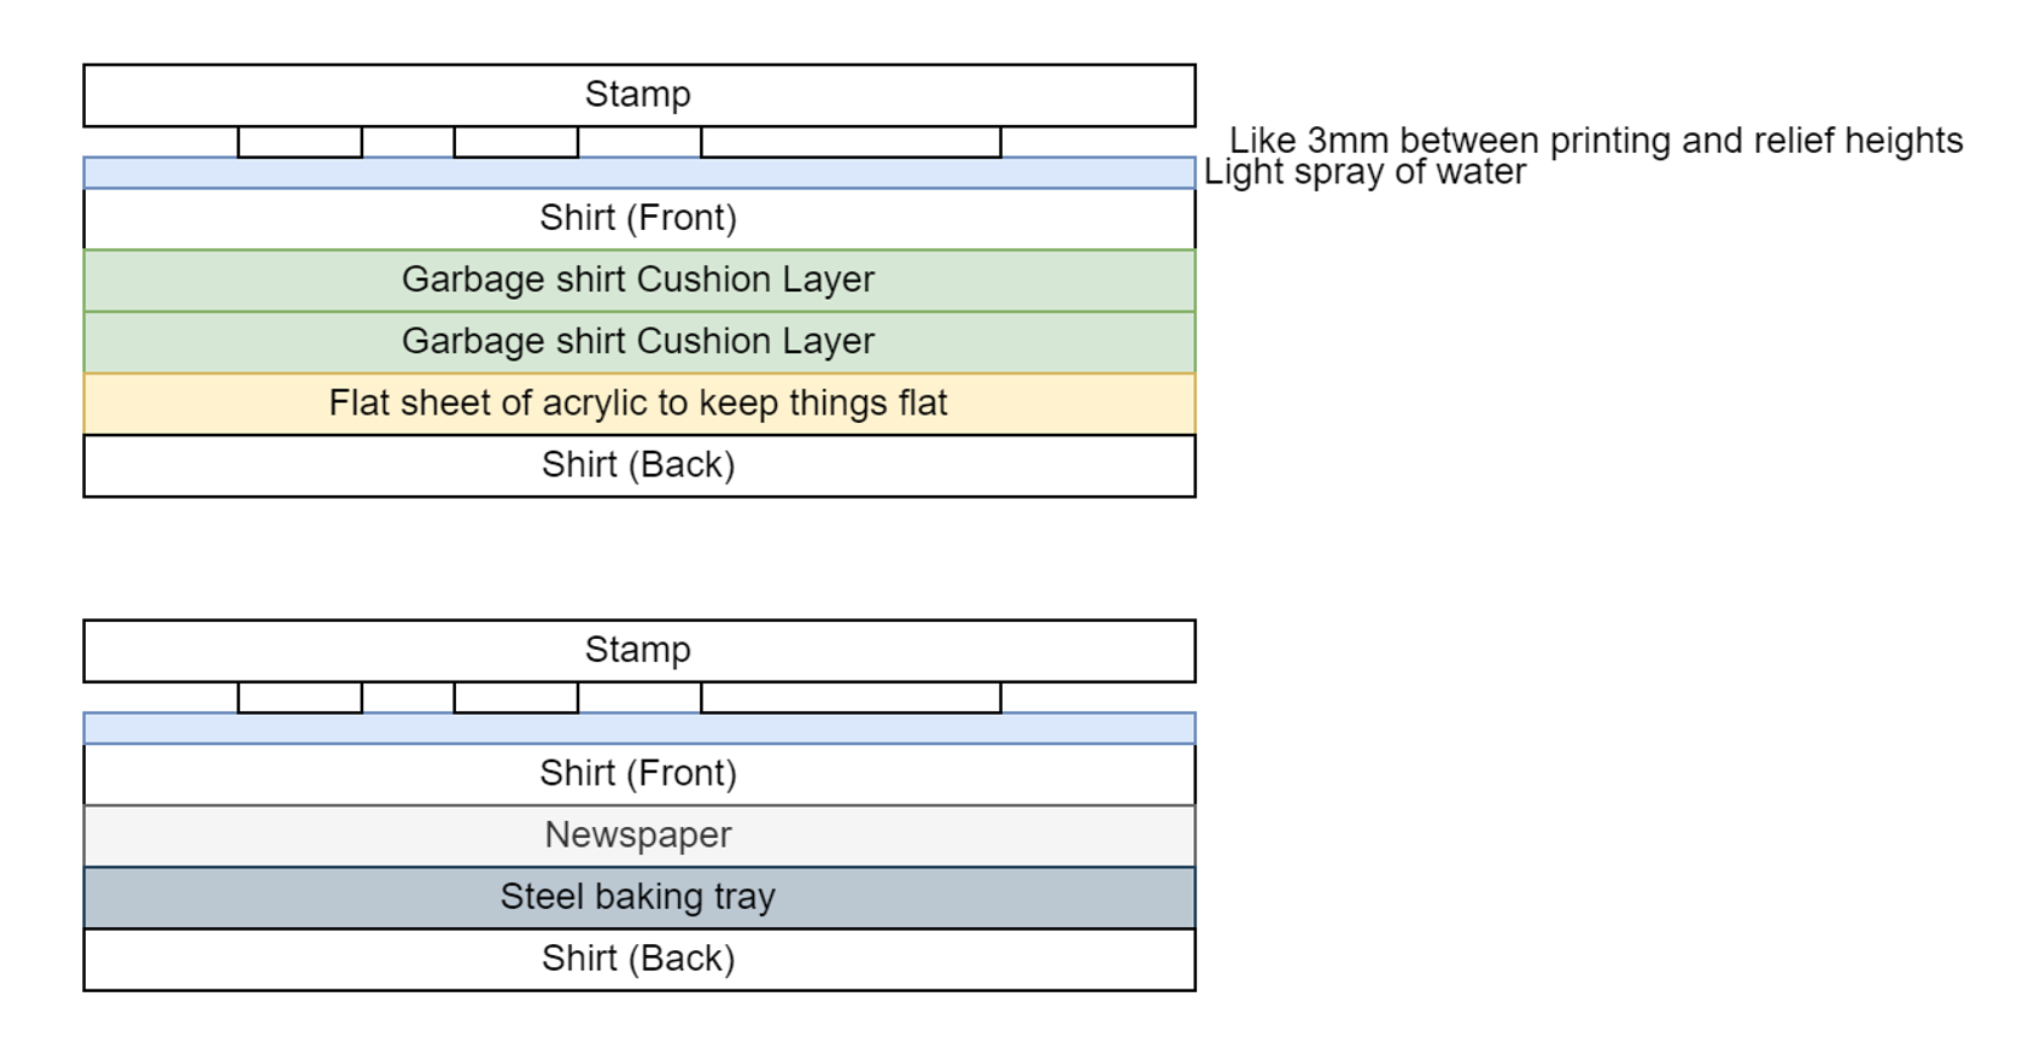 Stamp
Like 3mm between printing and relief heights
Light spray of water
Shirt (Front)
Garbage shirt Cushion Layer
Garbage shirt Cushion Layer
Flat sheet of acrylic to keep things flat
Shirt (Back)
Stamp
Shirt (Front)
Newspaper
Steel baking tray
Shirt (Back)